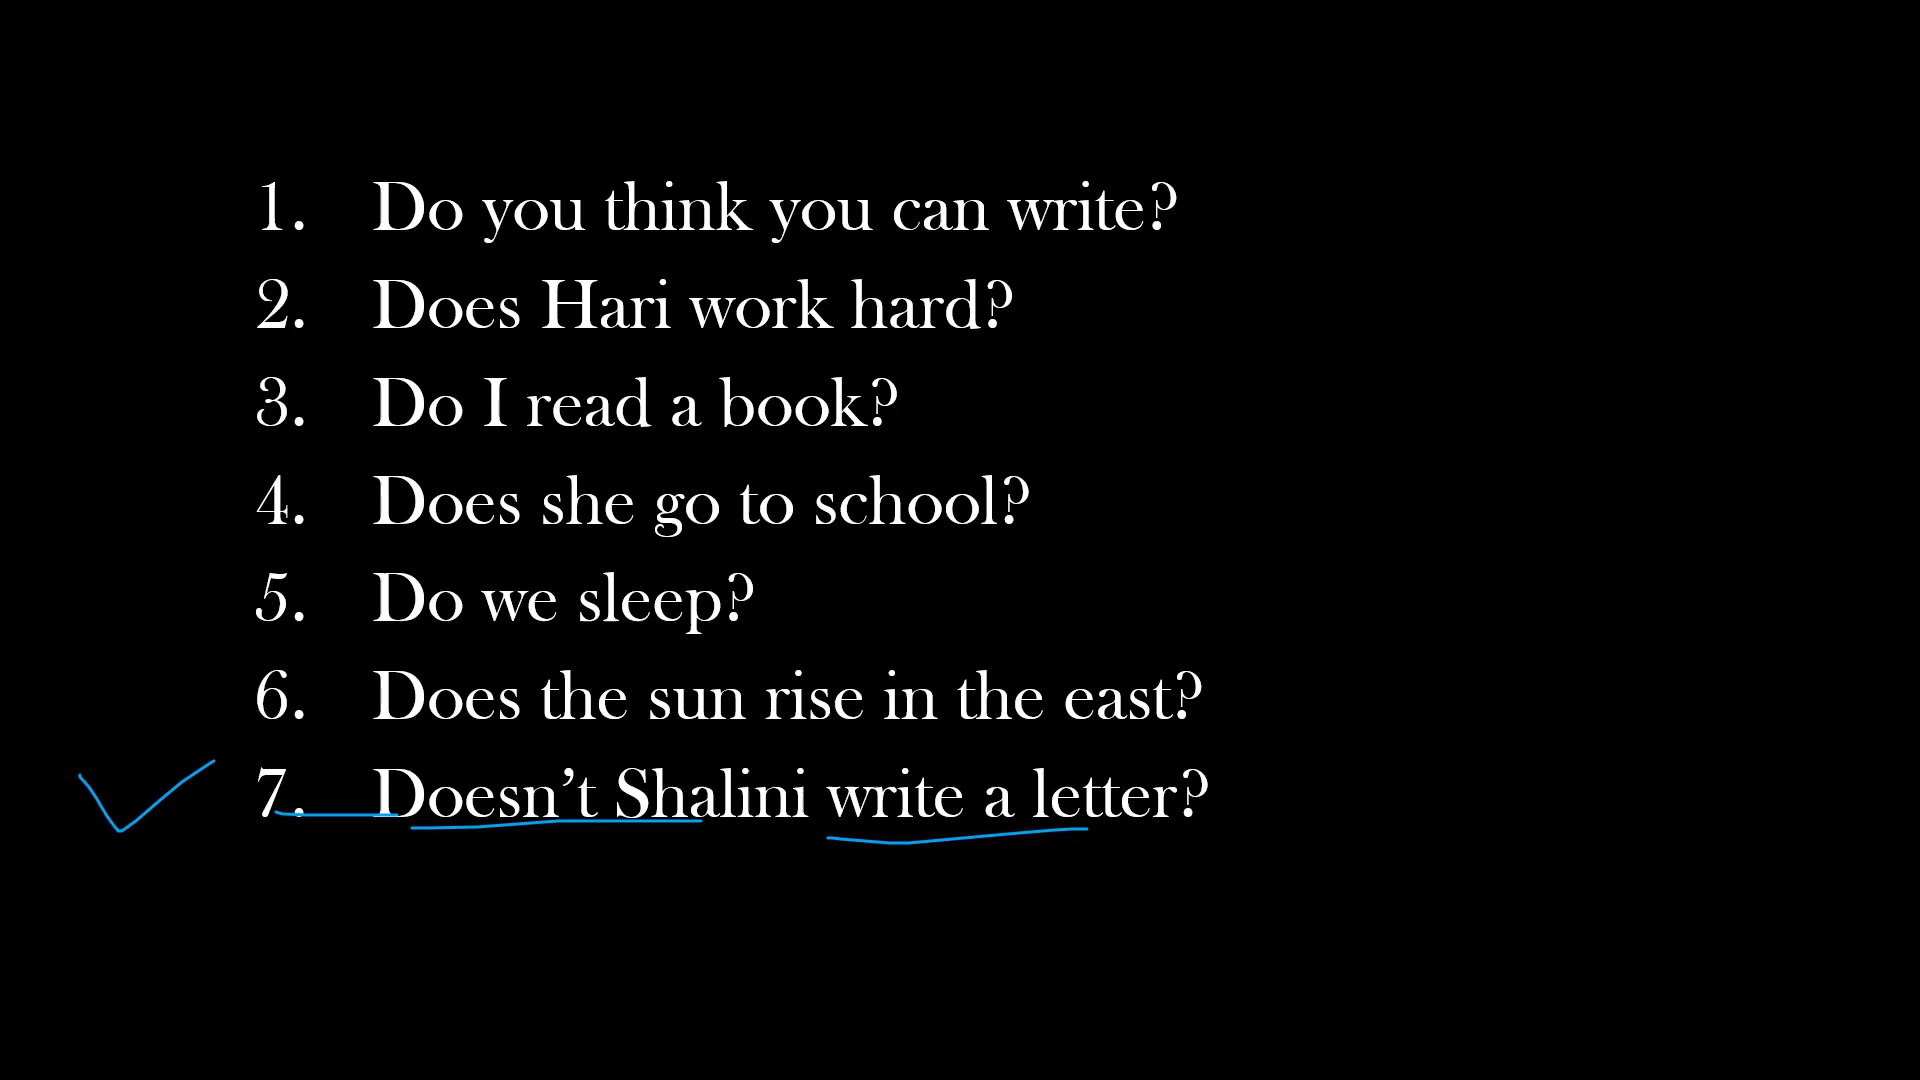 1. Do you think you can write?
2. Does Hari work hard?
3. Do I read a book?
4. Does she go to school?
5. Do we sleep?
6. Does the sun rise in the east?
7. Doesn’t Shalini write a letter?